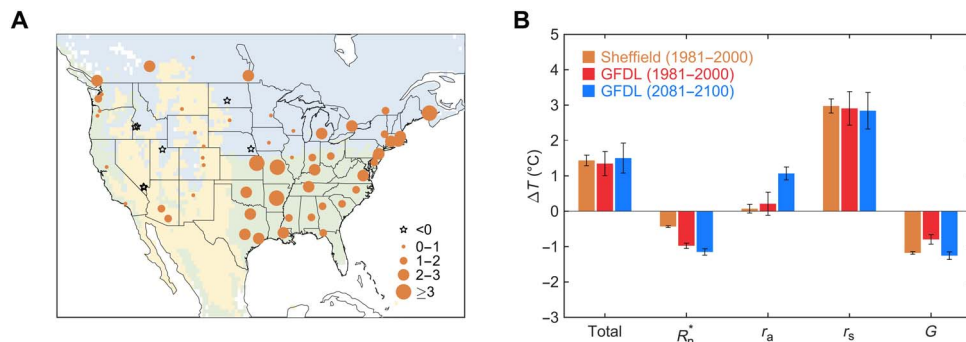 A
<0
0–1
1–2
2–3
≥3
B
ΔT (°C)
5
4
3
2
1
0
−1
−2
−3
Sheffield (1981–2000)
GFDL (1981–2000)
GFDL (2081–2100)
Total
R*n
ra
rs
G